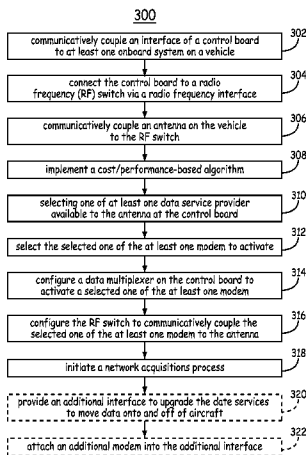 300
302
communicatively couple an interface of a control board
to at least one onboard system on a vehicle
304
connect the control board to a radio
frequency (RF) switch via a radio frequency interface
306
communicatively couple an antenna on the vehicle
to the RF switch
308
implement a cost/performance-based algorithm
310
selecting one of at least one data service provider
available to the antenna at the control board
312
select the selected one of the at least one modem to activate
314
configure a data multiplexer on the control board to
activate a selected one of the at least one modem
316
configure the RF switch to communicatively couple the
selected one of the at least one modem to the antenna
318
initiate a network acquisitions process
320
provide an additional interface to upgrade the date services
to move data onto and off of aircraft
322
attach an additional modem into the additional interface